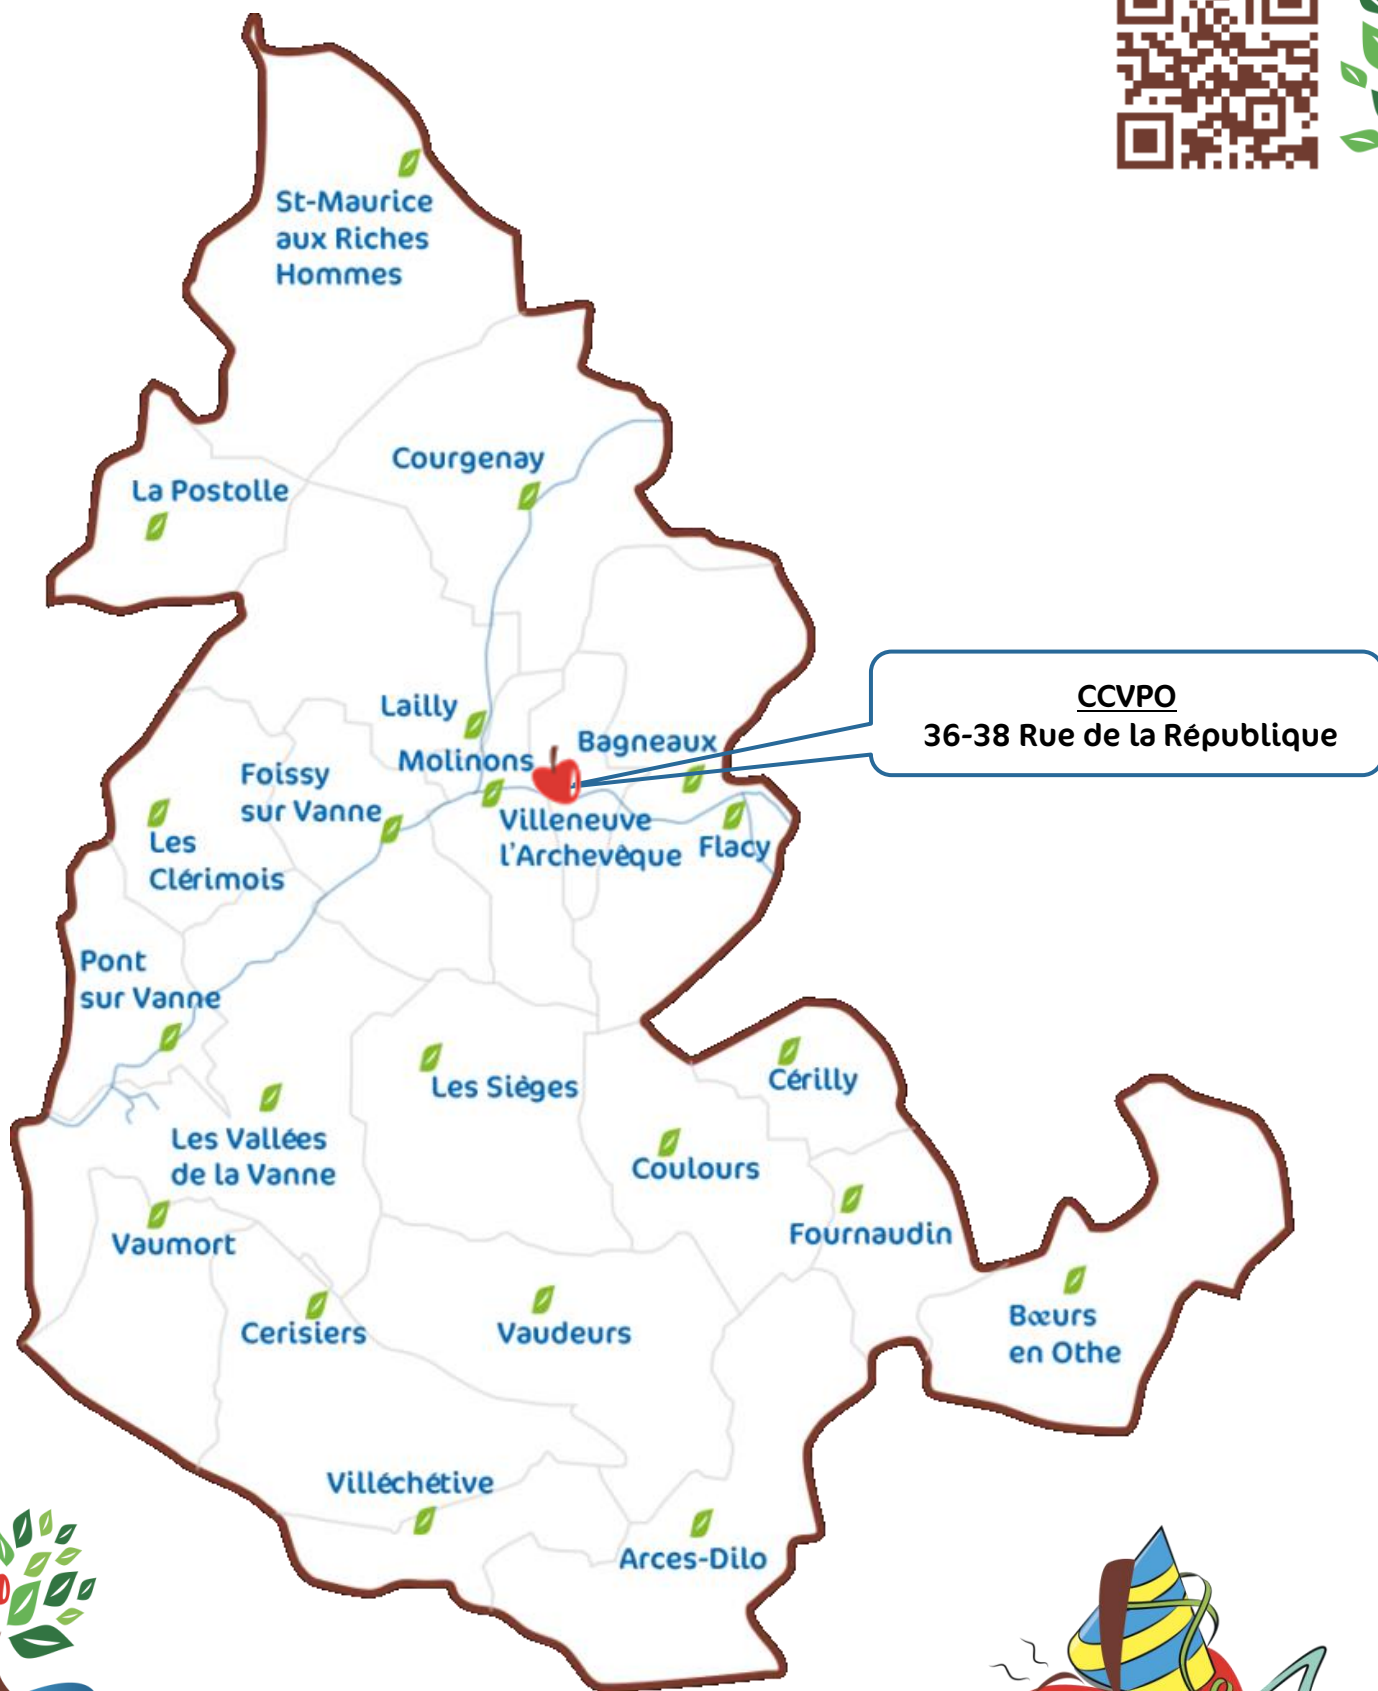 St-Maurice
aux Riches
Hommes
Courgenay
La Postolle
Lailly
Bagneaux
CCVPO
36-38 Rue de la République
Molinons
Foissy
sur Vanne
Villeneuve
l'Archevêque
Flacy
Les
Clérimois
Pont
sur Vanne
Les Sièges
Cérilly
Les Vallées
de la Vanne
Coulours
Vaumort
Fournaudin
Cerisiers
Vaudeurs
Bœurs
en Othe
Villéchétive
Arces-Dilo